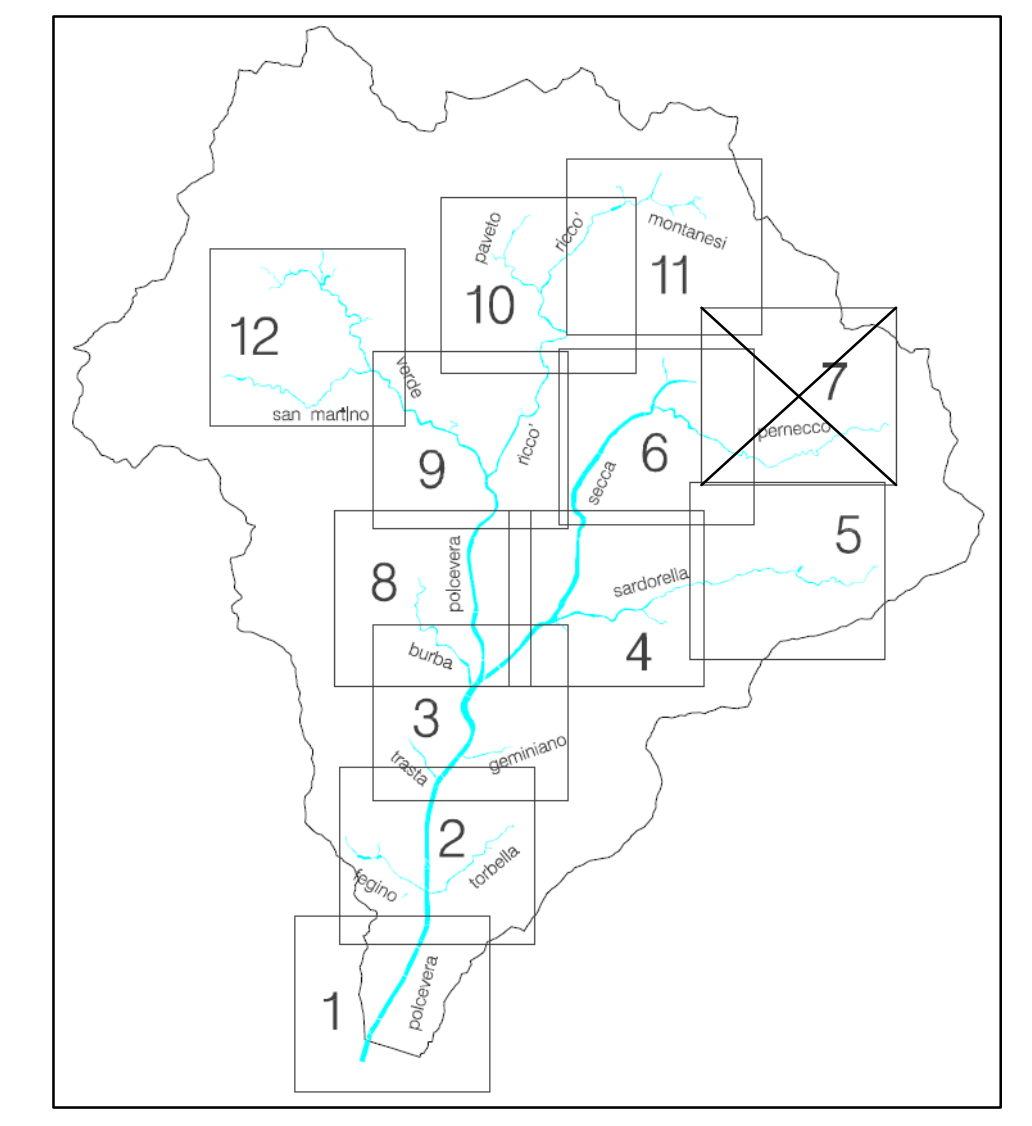 paveto
ricco'
montanesi
10
11
12
7
verde
san martino
pernecco
ricco'
6
9
secca
5
polcevera
8
sardorella
burba
4
3
geminiano
trasta
2
torbella
fegino
polcevera
1